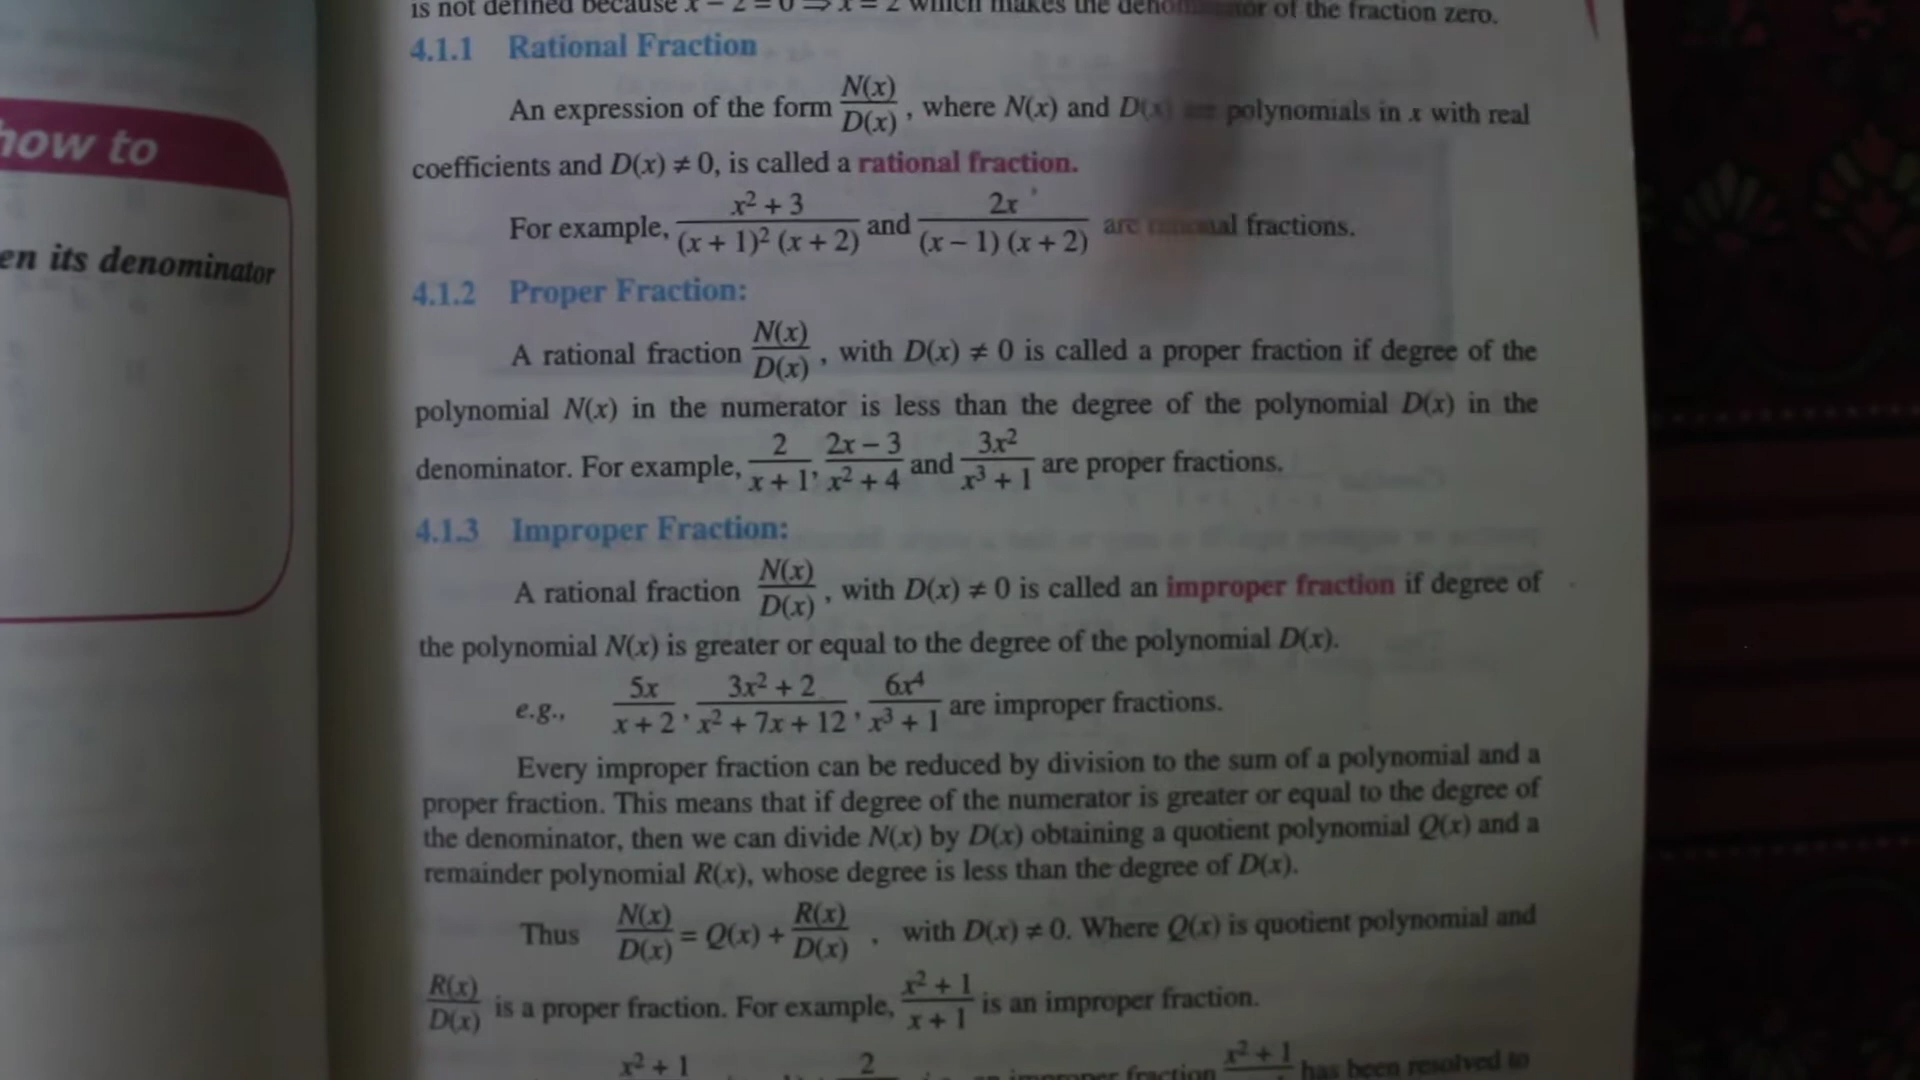 how to
en its denominator
is not defined because x − 2 = 0 ⇒ x = 2 which makes the of the fraction zero.
4.1.1 Rational Fraction
An expression of the form N(x)/D(x), where N(x) and D(x) polynomials in x with real
coefficients and D(x) ≠ 0, is called a rational fraction.
For example, (x² + 3)/((x + 1)² (x + 2)) and 2x/((x − 1) (x + 2)) are fractions.
4.1.2 Proper Fraction:
A rational fraction N(x)/D(x), with D(x) ≠ 0 is called a proper fraction if degree of the
polynomial N(x) in the numerator is less than the degree of the polynomial D(x) in the
denominator. For example, 2/(x + 1), (2x − 3)/(x² + 4) and 3x²/(x³ + 1) are proper fractions.
4.1.3 Improper Fraction:
A rational fraction N(x)/D(x), with D(x) ≠ 0 is called an improper fraction if degree of
the polynomial N(x) is greater or equal to the degree of the polynomial D(x).
e.g., 5x/(x + 2), (3x² + 2)/(x² + 7x + 12), 6x⁴/(x³ + 1) are improper fractions.
Every improper fraction can be reduced by division to the sum of a polynomial and a
proper fraction. This means that if degree of the numerator is greater or equal to the degree of
the denominator, then we can divide N(x) by D(x) obtaining a quotient polynomial Q(x) and a
remainder polynomial R(x), whose degree is less than the degree of D(x).
Thus N(x)/D(x) = Q(x) + R(x)/D(x), with D(x) ≠ 0. Where Q(x) is quotient polynomial and
R(x)/D(x) is a proper fraction. For example, (x² + 1)/(x + 1) is an improper fraction.
x² + 1 2 improper fraction x² + 1 has been resolved to